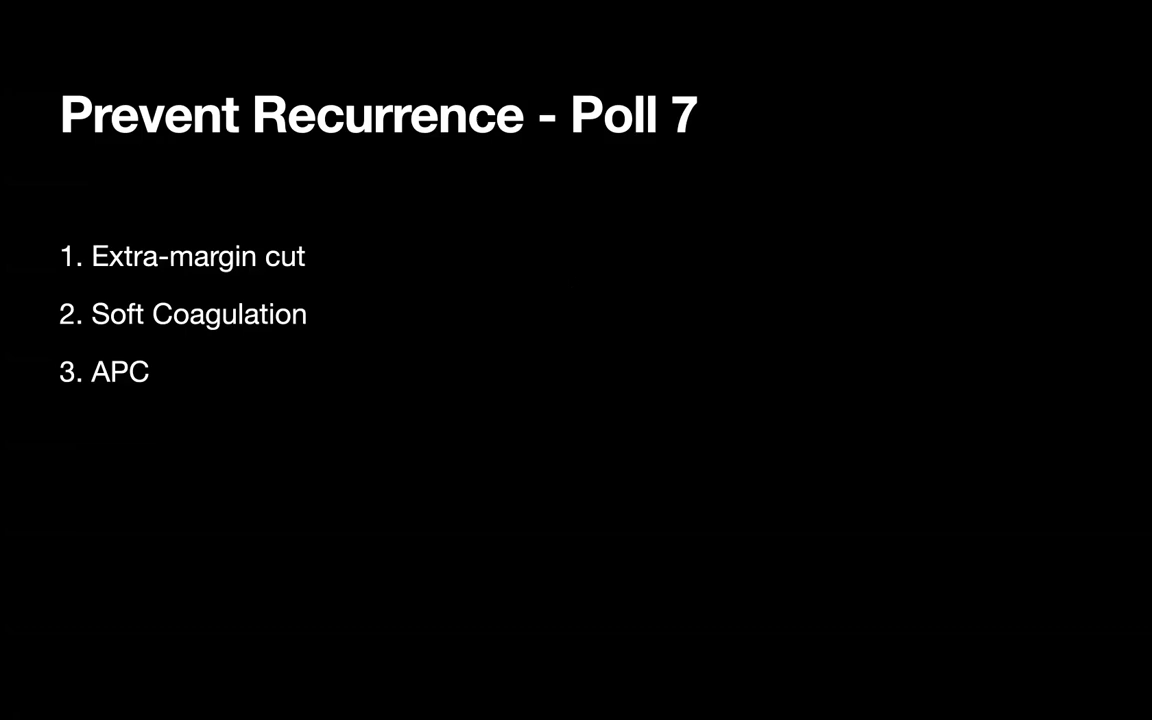 Prevent Recurrence - Poll 7
1. Extra-margin cut
2. Soft Coagulation
3. APC